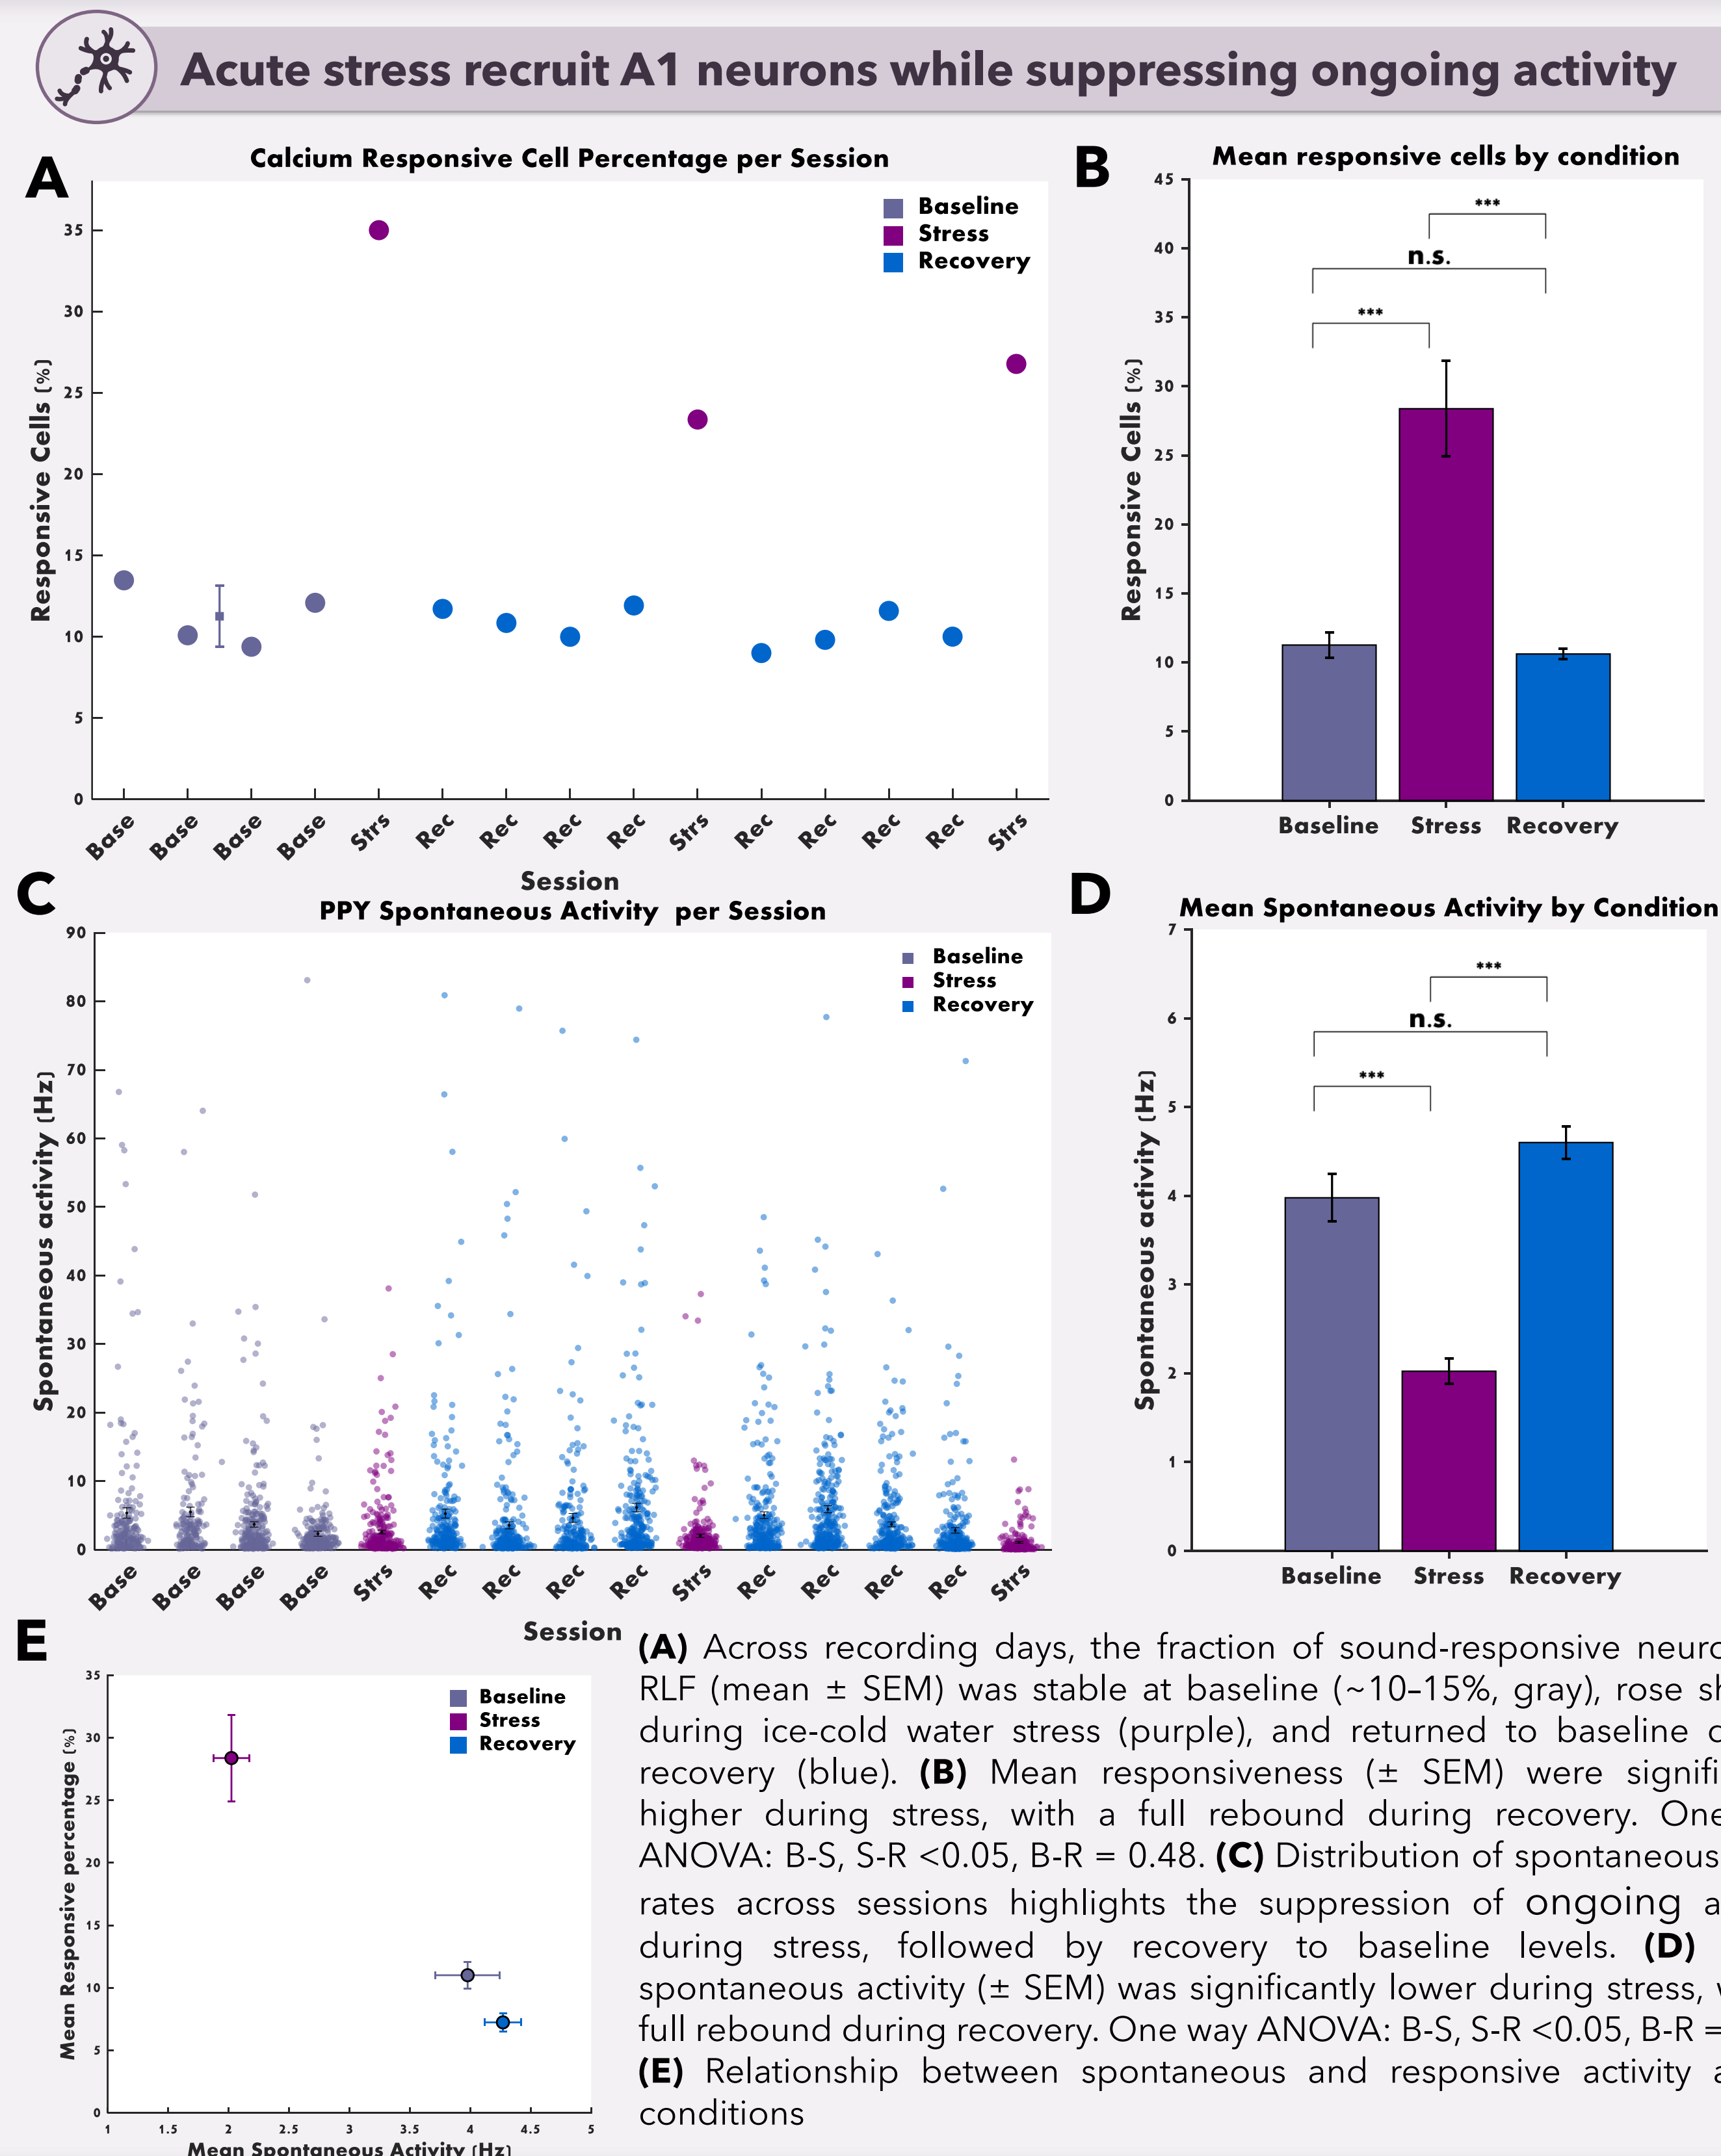 Acute stress recruit A1 neurons while suppressing ongoing activity
A
Calcium Responsive Cell Percentage per Session
Baseline
Stress
Recovery
Responsive Cells (%)
35
30
25
20
15
10
5
0
Base Base Base Base Strs Rec Rec Rec Rec Strs Rec Rec Rec Rec Strs
Session
B
Mean responsive cells by condition
***
n.s.
***
Responsive Cells (%)
45
40
35
30
25
20
15
10
5
0
Baseline Stress Recovery
C
PPY Spontaneous Activity per Session
Baseline
Stress
Recovery
Spontaneous activity (Hz)
90
80
70
60
50
40
30
20
10
0
Base Base Base Base Strs Rec Rec Rec Rec Strs Rec Rec Rec Rec Strs
Session
D
Mean Spontaneous Activity by Condition
***
n.s.
***
Spontaneous activity (Hz)
7
6
5
4
3
2
1
0
Baseline Stress Recovery
E
Baseline
Stress
Recovery
Mean Responsive percentage (%)
35
30
25
20
15
10
5
0
1 1.5 2 2.5 3 3.5 4 4.5 5
Mean Spontaneous Activity (Hz)
(A) Across recording days, the fraction of sound-responsive neuro
RLF (mean ± SEM) was stable at baseline (~10–15%, gray), rose sh
during ice-cold water stress (purple), and returned to baseline
recovery (blue). (B) Mean responsiveness (± SEM) were signifi
higher during stress, with a full rebound during recovery. One
ANOVA: B-S, S-R <0.05, B-R = 0.48. (C) Distribution of spontaneous
rates across sessions highlights the suppression of ongoing a
during stress, followed by recovery to baseline levels. (D)
spontaneous activity (± SEM) was significantly lower during stress,
full rebound during recovery. One way ANOVA: B-S, S-R <0.05, B-R =
(E) Relationship between spontaneous and responsive activity a
conditions